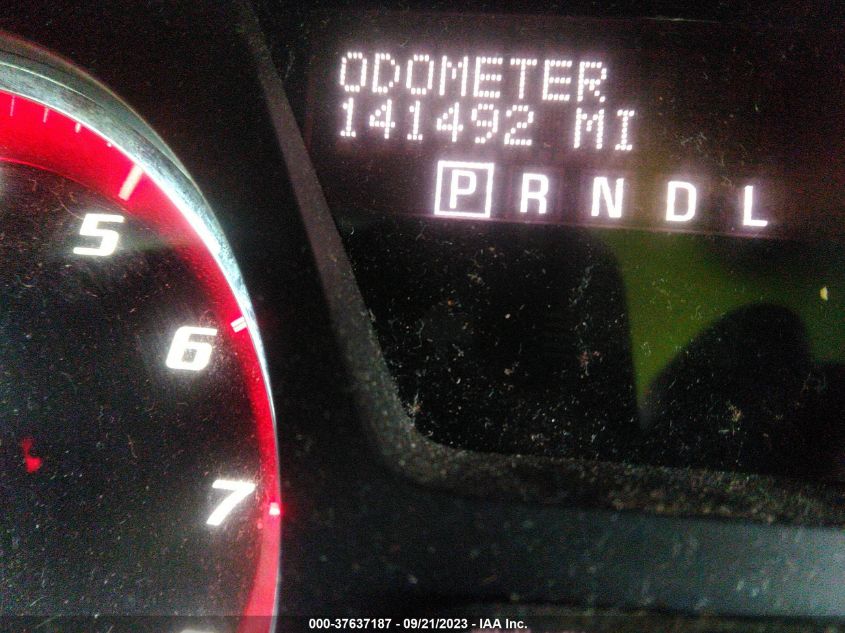 ODOMETER
141492 MI
P R N D L
5
6
7
000-37637187 - 09/21/2023 - IAA Inc.